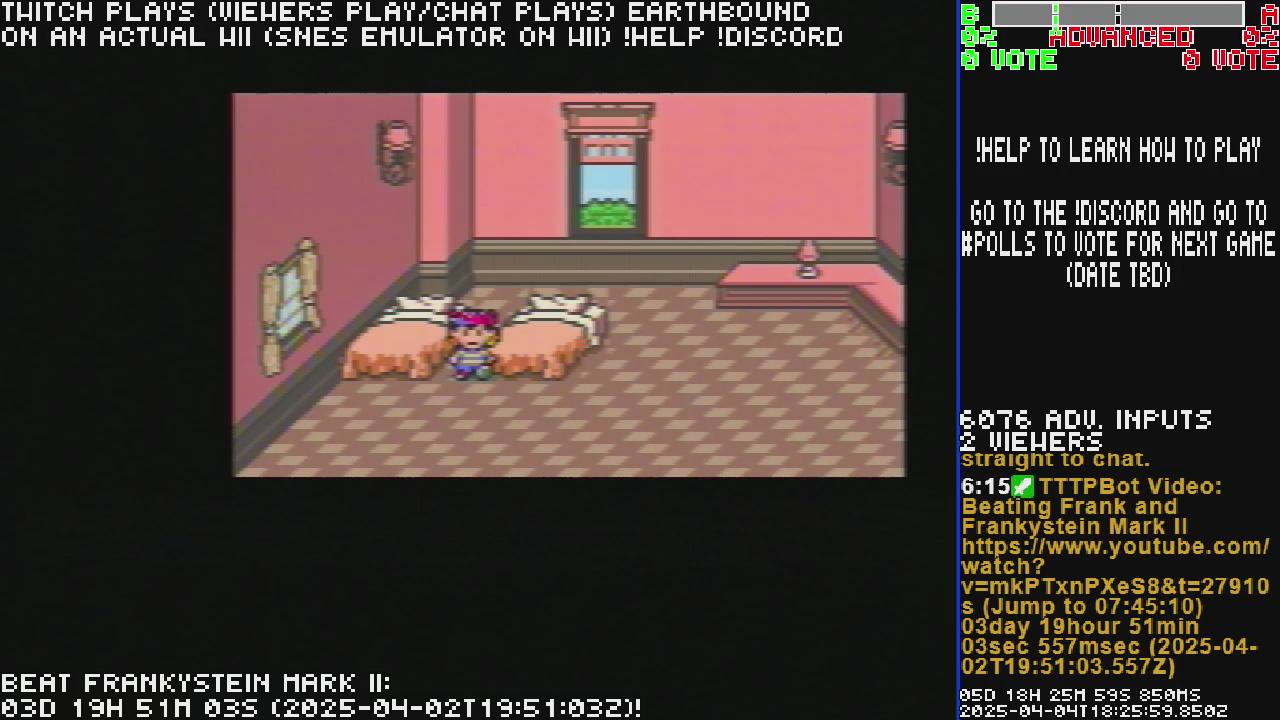 TWITCH PLAYS (VIEWERS PLAY/CHAT PLAYS) EARTHBOUND
ON AN ACTUAL WII (SNES EMULATOR ON WII) !HELP !DISCORD
B: A
0% ADVANCED 0%
0 VOTE 0 VOTE
!HELP TO LEARN HOW TO PLAY
GO TO THE !DISCORD AND GO TO
#POLLS TO VOTE FOR NEXT GAME
(DATE TBD)
6076 ADV. INPUTS
2 VIEWERS
straight to chat.
6:15 TTTPBot Video:
Beating Frank and
Frankystein Mark II
https://www.youtube.com/
watch?
v=mkPTxnPXeS8&t=27910
s (Jump to 07:45:10)
03day 19hour 51min
03sec 557msec (2025-04-
02T19:51:03.557Z)
05D 18H 25M 59S 850MS
2025-04-04T18:25:59.850Z
BEAT FRANKYSTEIN MARK II:
03D 19H 51M 03S (2025-04-02T19:51:03Z)!